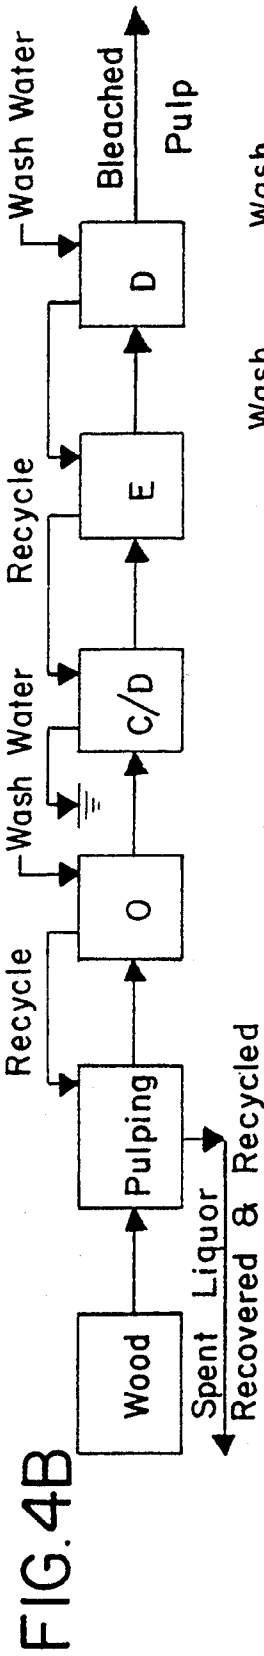 FIG. 4B
Wood
Pulping
O
C/D
E
D
Recycle
Wash Water
Recycle
Wash Water
Bleached
Pulp
Spent Liquor
Recovered & Recycled
Wash
Wash